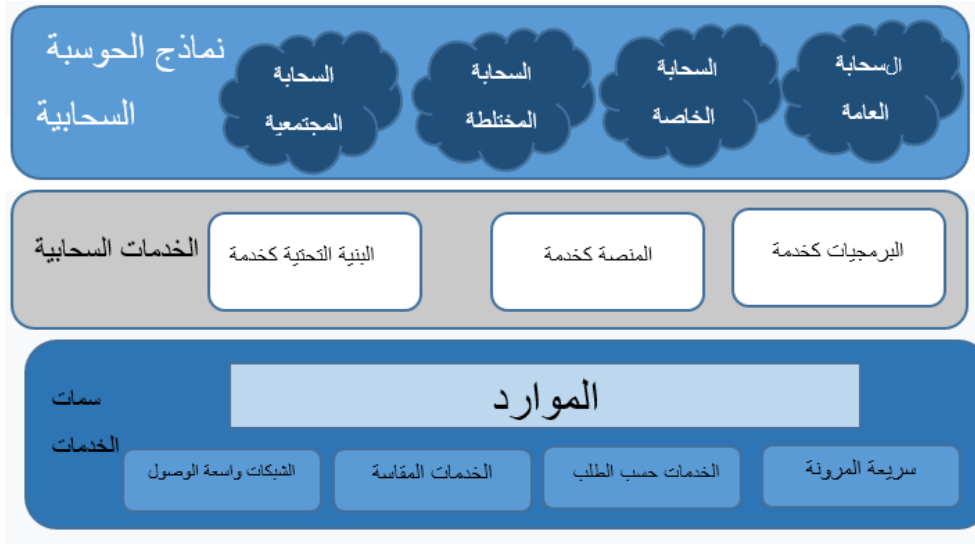 نماذج الحوسبة
السحابية
السحابة
العامة
السحابة
الخاصة
السحابة
المختلطة
السحابة
المجتمعية
الخدمات السحابية
البرمجيات كخدمة
المنصة كخدمة
البنية التحتية كخدمة
سمات
الخدمات
الموارد
سريعة المرونة
الخدمات حسب الطلب
الخدمات المقاسة
الشبكات واسعة الوصول